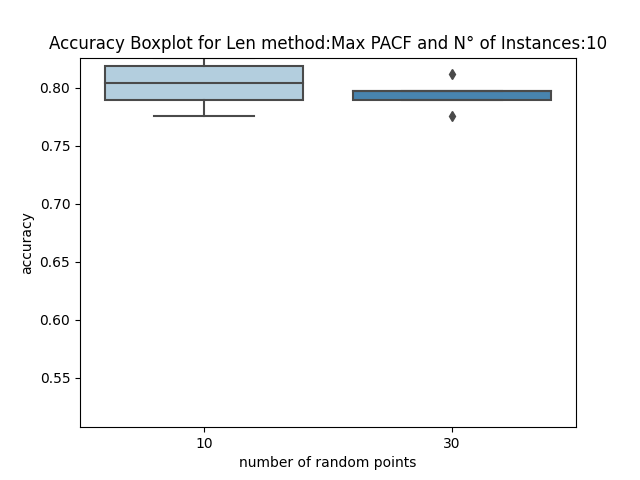 Accuracy Boxplot for Len method:Max PACF and N° of Instances:10
0.80
0.75
0.70
0.65
0.60
0.55
accuracy
10 30
number of random points